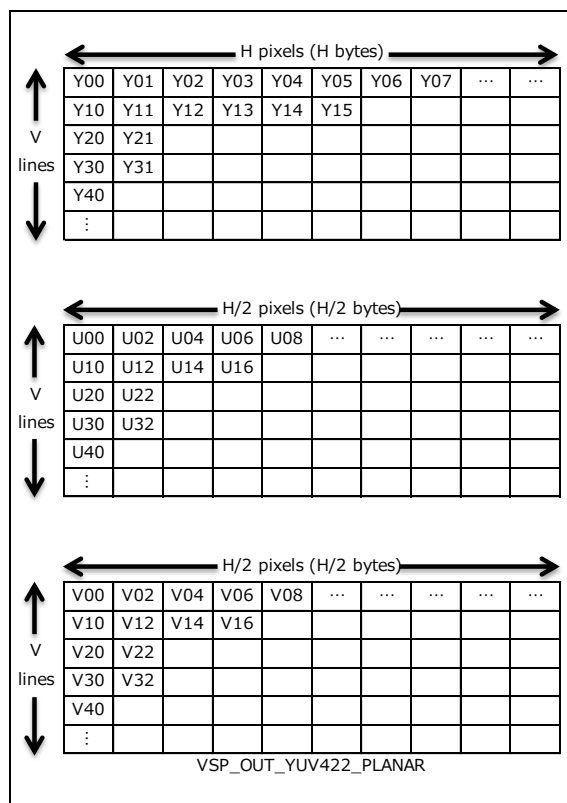 H pixels (H bytes)
Y00 Y01 Y02 Y03 Y04 Y05 Y06 Y07 … …
Y10 Y11 Y12 Y13 Y14 Y15
V
Y20 Y21
lines
Y30 Y31
Y40
⋮
H/2 pixels (H/2 bytes)
U00 U02 U04 U06 U08 … … … … …
U10 U12 U14 U16
V
U20 U22
lines
U30 U32
U40
⋮
H/2 pixels (H/2 bytes)
V00 V02 V04 V06 V08 … … … … …
V10 V12 V14 V16
V
V20 V22
lines
V30 V32
V40
⋮
VSP_OUT_YUV422_PLANAR